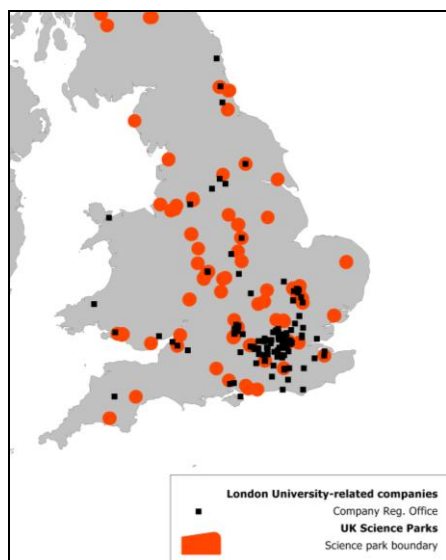 London University-related companies
Company Reg. Office
UK Science Parks
Science park boundary